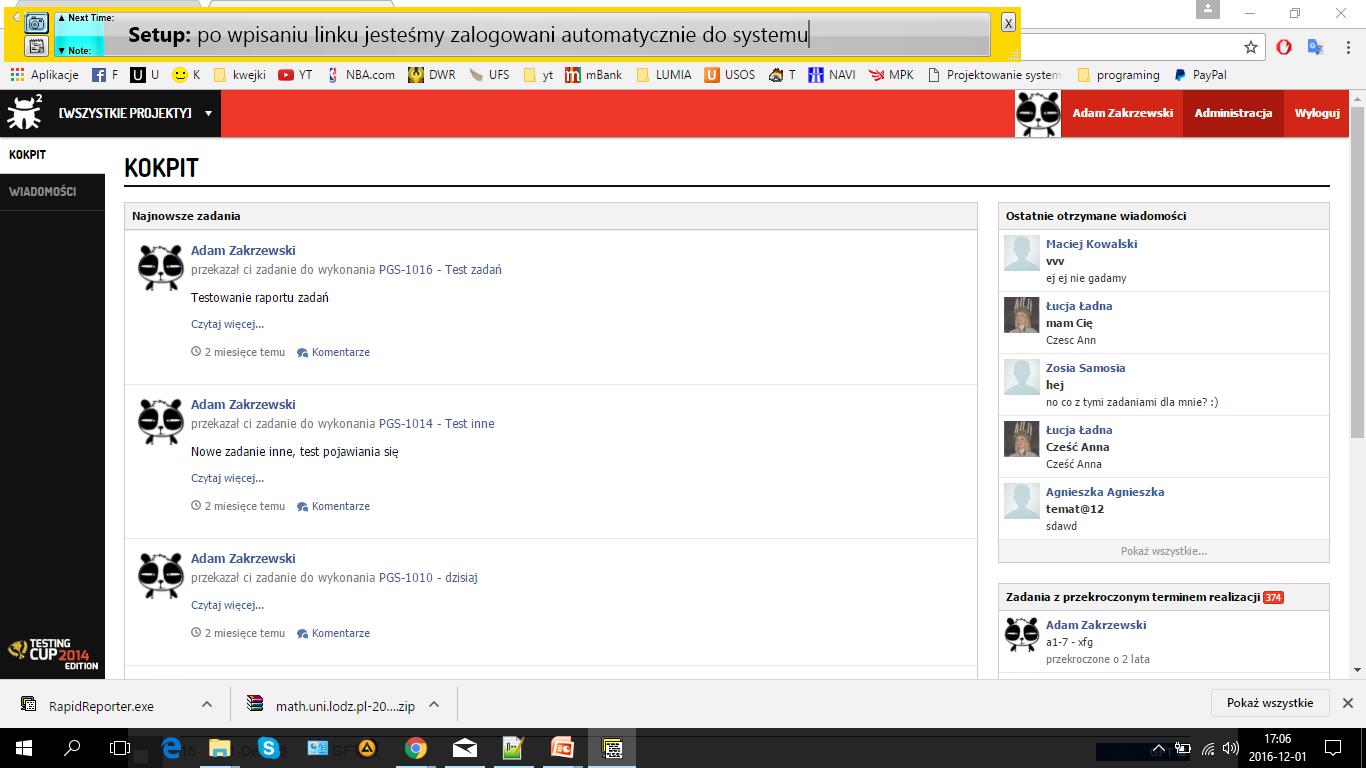 ▲ Next Time:
Setup: po wpisaniu linku jesteśmy zalogowani automatycznie do systemu
X
▼ Note:
Aplikacje F U K kwejki YT NBA.com DWR UFS yt mBank LUMIA USOS T NAVI MPK Projektowanie system programing PayPal
2
[WSZYSTKIE PROJEKTY]
Adam Zakrzewski Administracja Wyloguj
KOKPIT
WIADOMOŚCI
KOKPIT
Najnowsze zadania
Adam Zakrzewski
przekazał ci zadanie do wykonania PGS-1016 - Test zadań
Testowanie raportu zadań
Czytaj więcej...
2 miesięce temu Komentarze
Adam Zakrzewski
przekazał ci zadanie do wykonania PGS-1014 - Test inne
Nowe zadanie inne, test pojawiania się
Czytaj więcej...
2 miesięce temu Komentarze
Adam Zakrzewski
przekazał ci zadanie do wykonania PGS-1010 - dzisiaj
Czytaj więcej...
2 miesięce temu Komentarze
Ostatnie otrzymane wiadomości
Maciej Kowalski
vvv
ej ej nie gadamy
Łucja Ładna
mam Cię
Czesc Ann
Zosia Samosia
hej
no co z tymi zadaniami dla mnie? :)
Łucja Ładna
Cześć Anna
Cześć Anna
Agnieszka Agnieszka
temat@12
sdawd
Pokaż wszystkie...
Zadania z przekroczonym terminem realizacji 374
Adam Zakrzewski
a1-7 - xfg
przekroczone o 2 lata
TESTING
CUP 2014
EDITION
RapidReporter.exe
math.uni.lodz.pl-20....zip
Pokaż wszystkie
17:06
2016-12-01